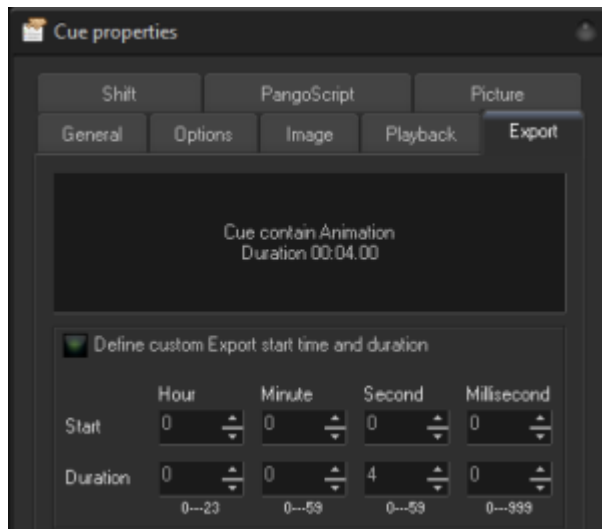 Cue properties
Shift PangoScript Picture
General Options Image Playback Export
Cue contain Animation
Duration 00:04.00
Define custom Export start time and duration
Hour Minute Second Millisecond
Start 0 0 0 0
Duration 0 0 4 0
0---23 0---59 0---59 0---999